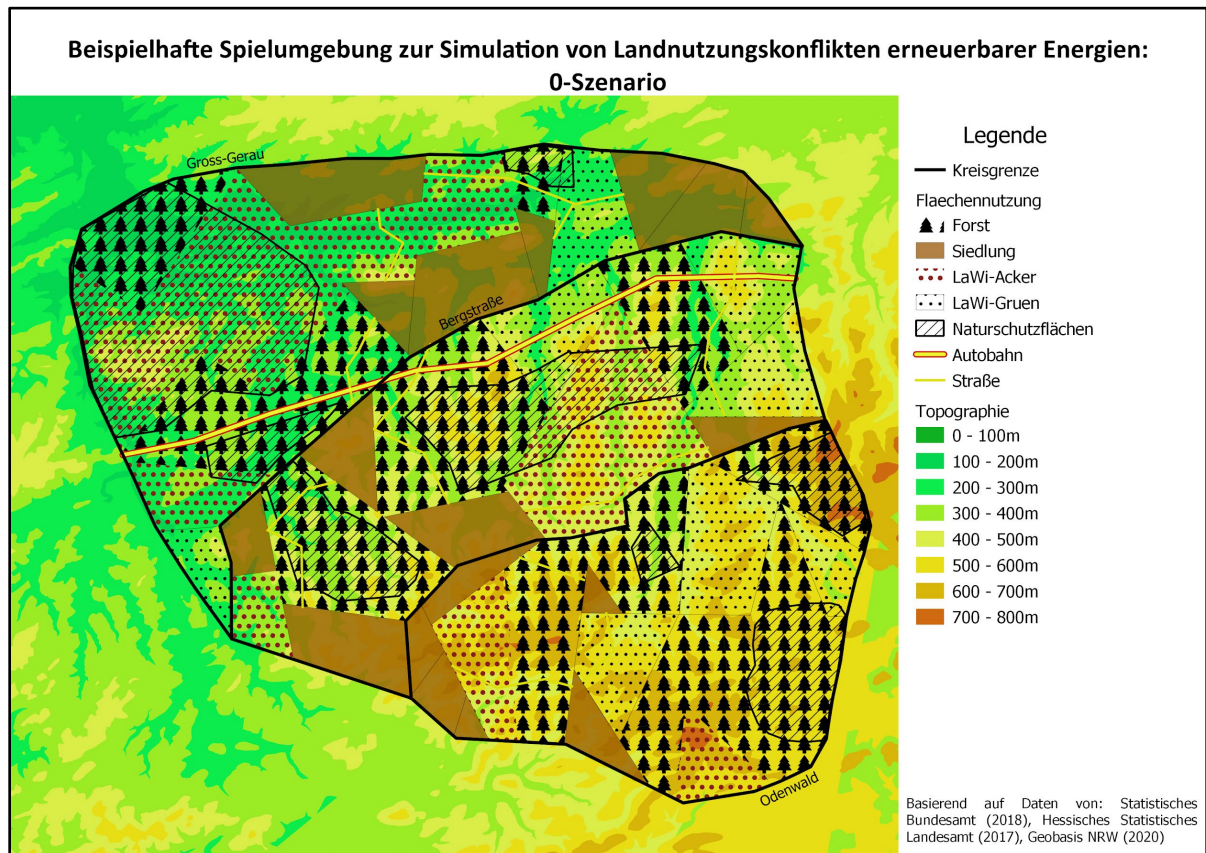 Beispielhafte Spielumgebung zur Simulation von Landnutzungskonflikten erneuerbarer Energien:
0-Szenario
Gross-Gerau
Bergstraße
Odenwald
Legende
Kreisgrenze
Flaechennutzung
Forst
Siedlung
LaWi-Acker
LaWi-Gruen
Naturschutzflächen
Autobahn
Straße
Topographie
0 - 100m
100 - 200m
200 - 300m
300 - 400m
400 - 500m
500 - 600m
600 - 700m
700 - 800m
Basierend auf Daten von: Statistisches
Bundesamt (2018), Hessisches Statistisches
Landesamt (2017), Geobasis NRW (2020)